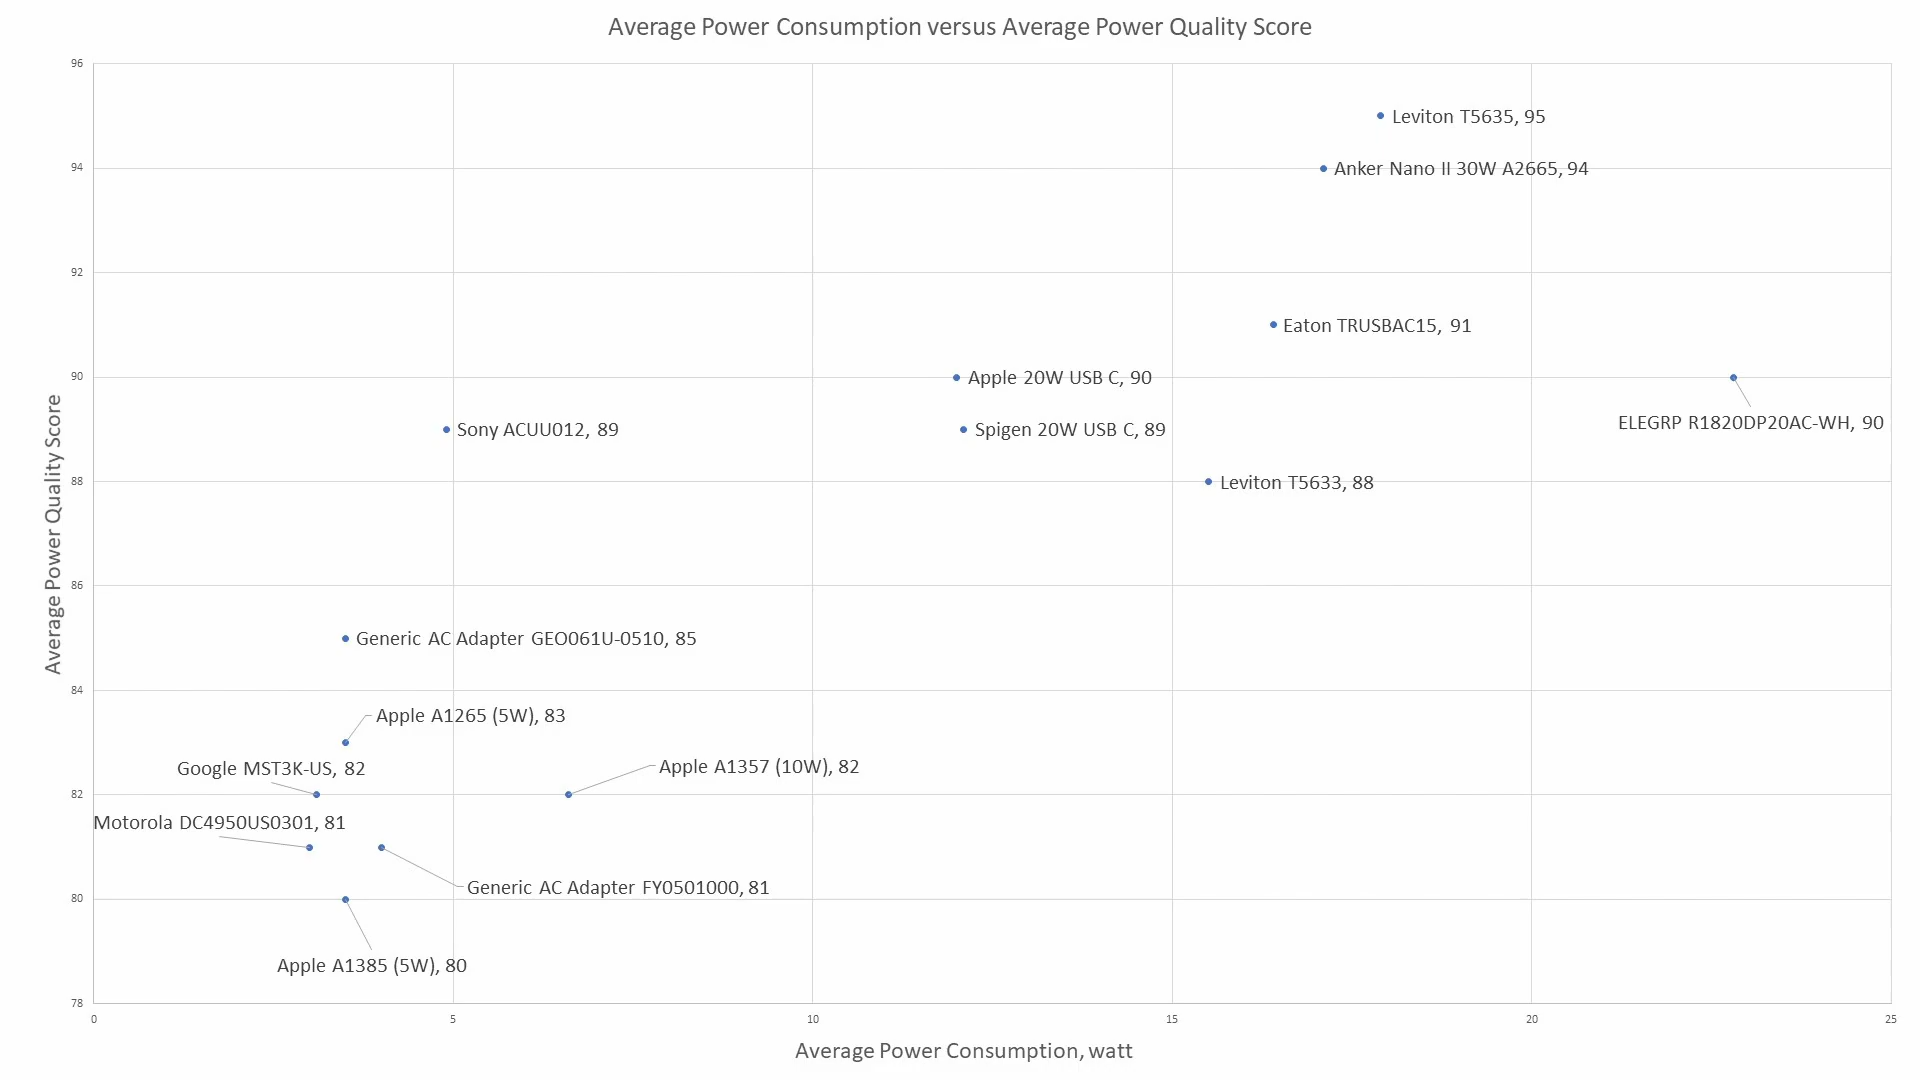 Average Power Consumption versus Average Power Quality Score
96
Leviton T5635, 95
94
Anker Nano II 30W A2665, 94
92
Eaton TRUSBAC15, 91
90
Apple 20W USB C, 90
ELEGRP R1820DP20AC-WH, 90
Sony ACUU012, 89
Spigen 20W USB C, 89
88
Leviton T5633, 88
Average Power Quality Score
86
Generic AC Adapter GEO061U-0510, 85
84
Apple A1265 (5W), 83
Google MST3K-US, 82
Apple A1357 (10W), 82
82
Motorola DC4950US0301, 81
Generic AC Adapter FY0501000, 81
80
Apple A1385 (5W), 80
78
0 5 10 15 20 25
Average Power Consumption, watt